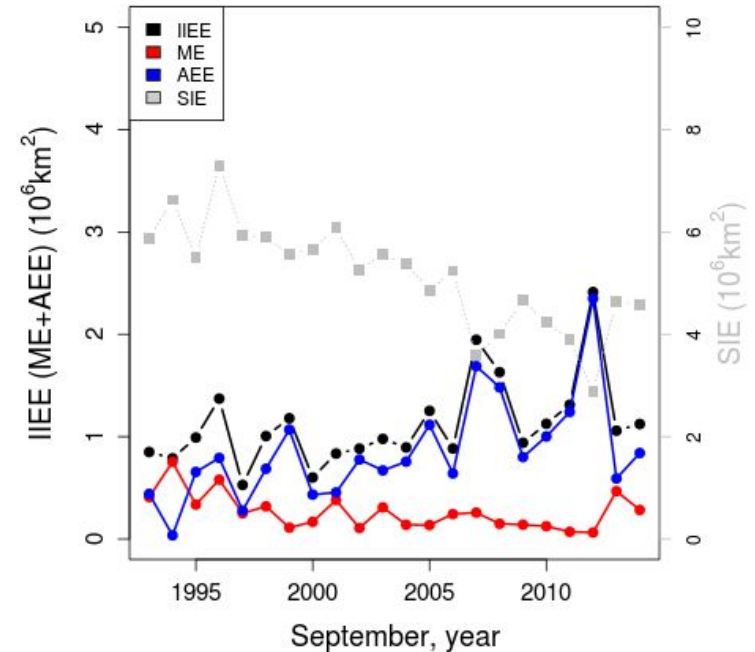 IIEE
ME
AEE
SIE
IIEE (ME+AEE) (10⁶km²)
5
4
3
2
1
0
10
8
6
4
2
0
SIE (10⁶km²)
1995 2000 2005 2010
September, year